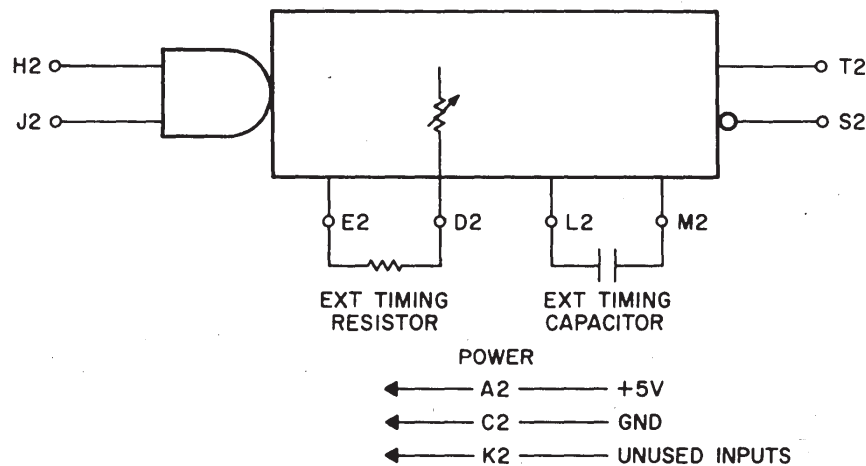 H2
T2
J2
S2
E2
D2
L2
M2
EXT TIMING
RESISTOR
EXT TIMING
CAPACITOR
POWER
A2 +5V
C2 GND
K2 UNUSED INPUTS